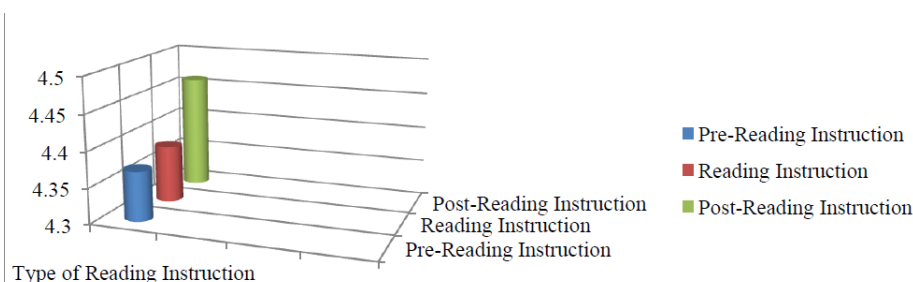 4.5
4.45
4.4
4.35
4.3
Post-Reading Instruction
Reading Instruction
Pre-Reading Instruction
Type of Reading Instruction
Pre-Reading Instruction
Reading Instruction
Post-Reading Instruction